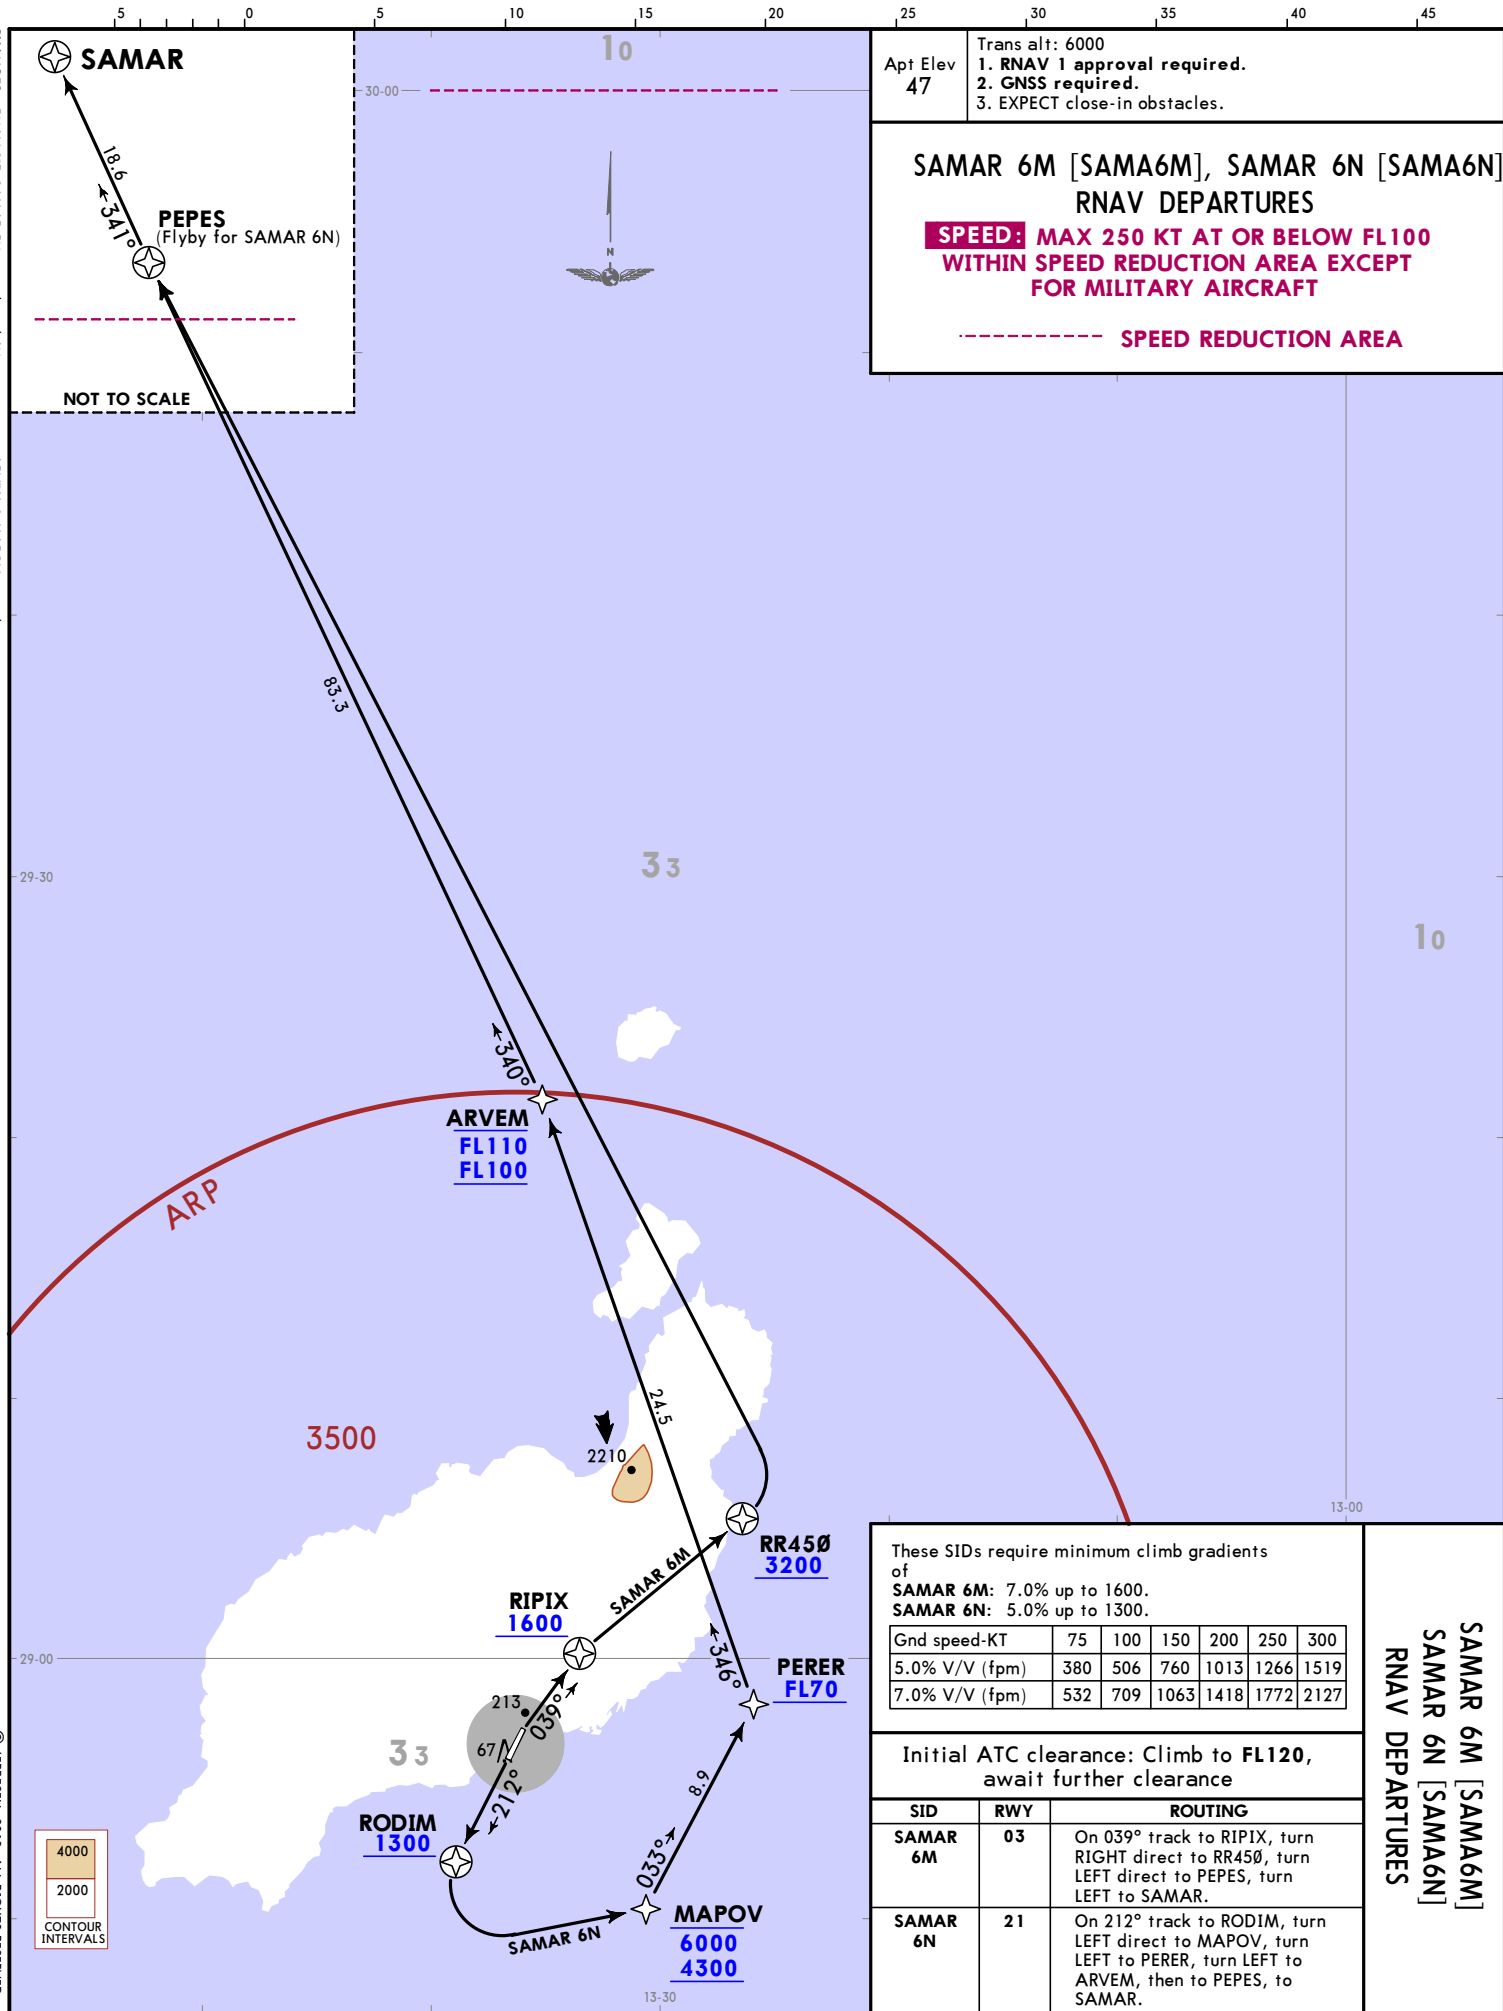 5 0 5 10 15 20 25 30 35 40 45
SAMAR
10
30-00
Apt Elev
47
Trans alt: 6000
1. RNAV 1 approval required.
2. GNSS required.
3. EXPECT close-in obstacles.
SAMAR 6M [SAMA6M], SAMAR 6N [SAMA6N]
RNAV DEPARTURES
SPEED: MAX 250 KT AT OR BELOW FL100
WITHIN SPEED REDUCTION AREA EXCEPT
FOR MILITARY AIRCRAFT
SPEED REDUCTION AREA
18.6
341°
PEPES
(Flyby for SAMAR 6N)
N
NOT TO SCALE
83.3
33
29-30
10
340°
ARVEM
FL110
FL100
ARP
24.5
3500
2210
13-00
RR450
3200
SAMAR 6M
RIPIX
1600
29-00
346°
PERER
FL70
213
039°
67
33
212°
8.9
RODIM
1300
033°
MAPOV
6000
4300
SAMAR 6N
4000
2000
CONTOUR
INTERVALS
13-30
These SIDs require minimum climb gradients
of
SAMAR 6M: 7.0% up to 1600.
SAMAR 6N: 5.0% up to 1300.
Gnd speed-KT 75 100 150 200 250 300
5.0% V/V (fpm) 380 506 760 1013 1266 1519
7.0% V/V (fpm) 532 709 1063 1418 1772 2127
Initial ATC clearance: Climb to FL120,
await further clearance
SID RWY ROUTING
SAMAR 03 On 039° track to RIPIX, turn
6M RIGHT direct to RR450, turn
LEFT direct to PEPES, turn
LEFT to SAMAR.
SAMAR 21 On 212° track to RODIM, turn
6N LEFT direct to MAPOV, turn
LEFT to PERER, turn LEFT to
ARVEM, then to PEPES, to
SAMAR.
SAMAR 6M [SAMA6M]
SAMAR 6N [SAMA6N]
RNAV DEPARTURES